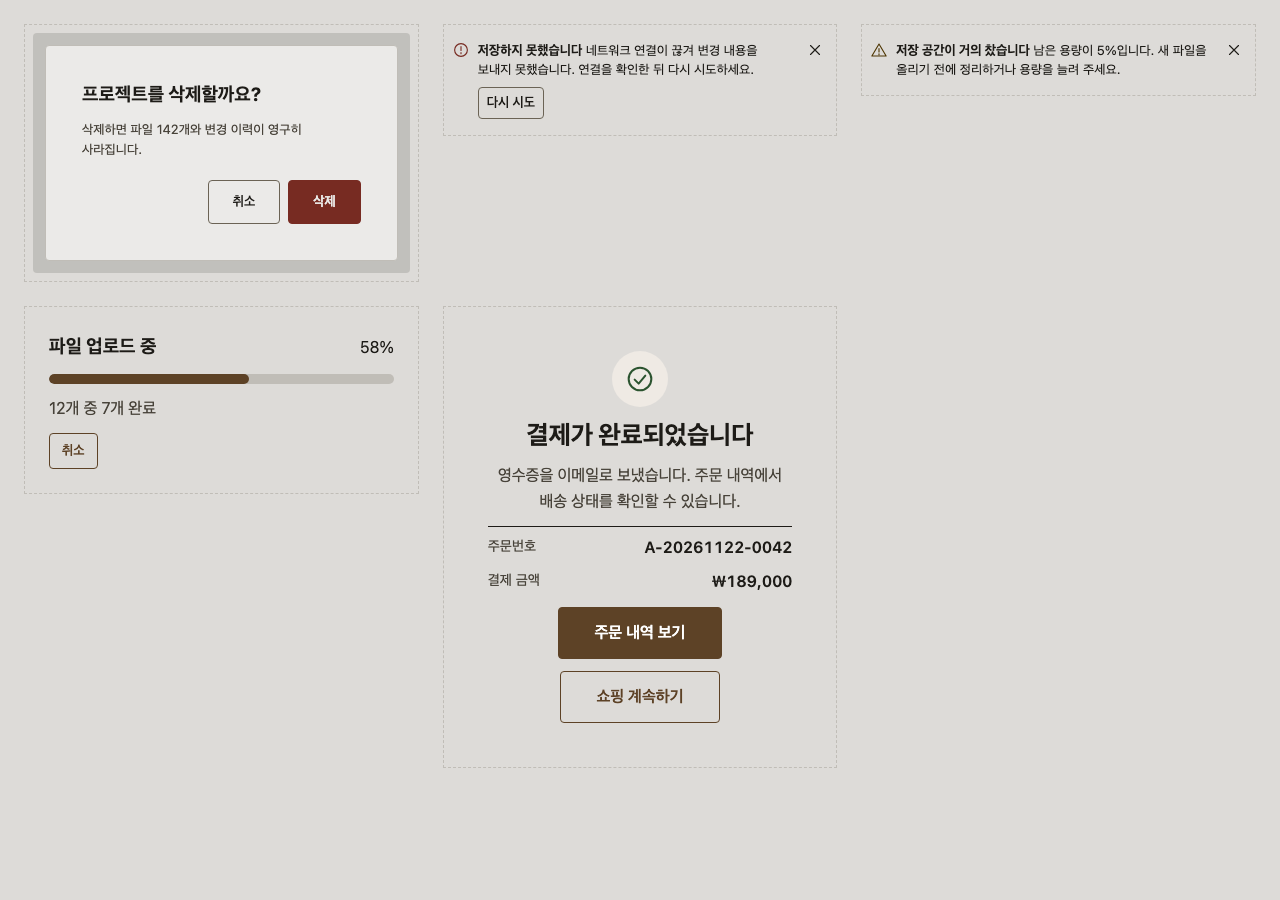 프로젝트를 삭제할까요?
삭제하면 파일 142개와 변경 이력이 영구히
사라집니다.
취소
삭제
저장하지 못했습니다 네트워크 연결이 끊겨 변경 내용을
보내지 못했습니다. 연결을 확인한 뒤 다시 시도하세요.
다시 시도
저장 공간이 거의 찼습니다 남은 용량이 5%입니다. 새 파일을
올리기 전에 정리하거나 용량을 늘려 주세요.
파일 업로드 중
58%
12개 중 7개 완료
취소
결제가 완료되었습니다
영수증을 이메일로 보냈습니다. 주문 내역에서
배송 상태를 확인할 수 있습니다.
주문번호
A-20261122-0042
결제 금액
₩189,000
주문 내역 보기
쇼핑 계속하기